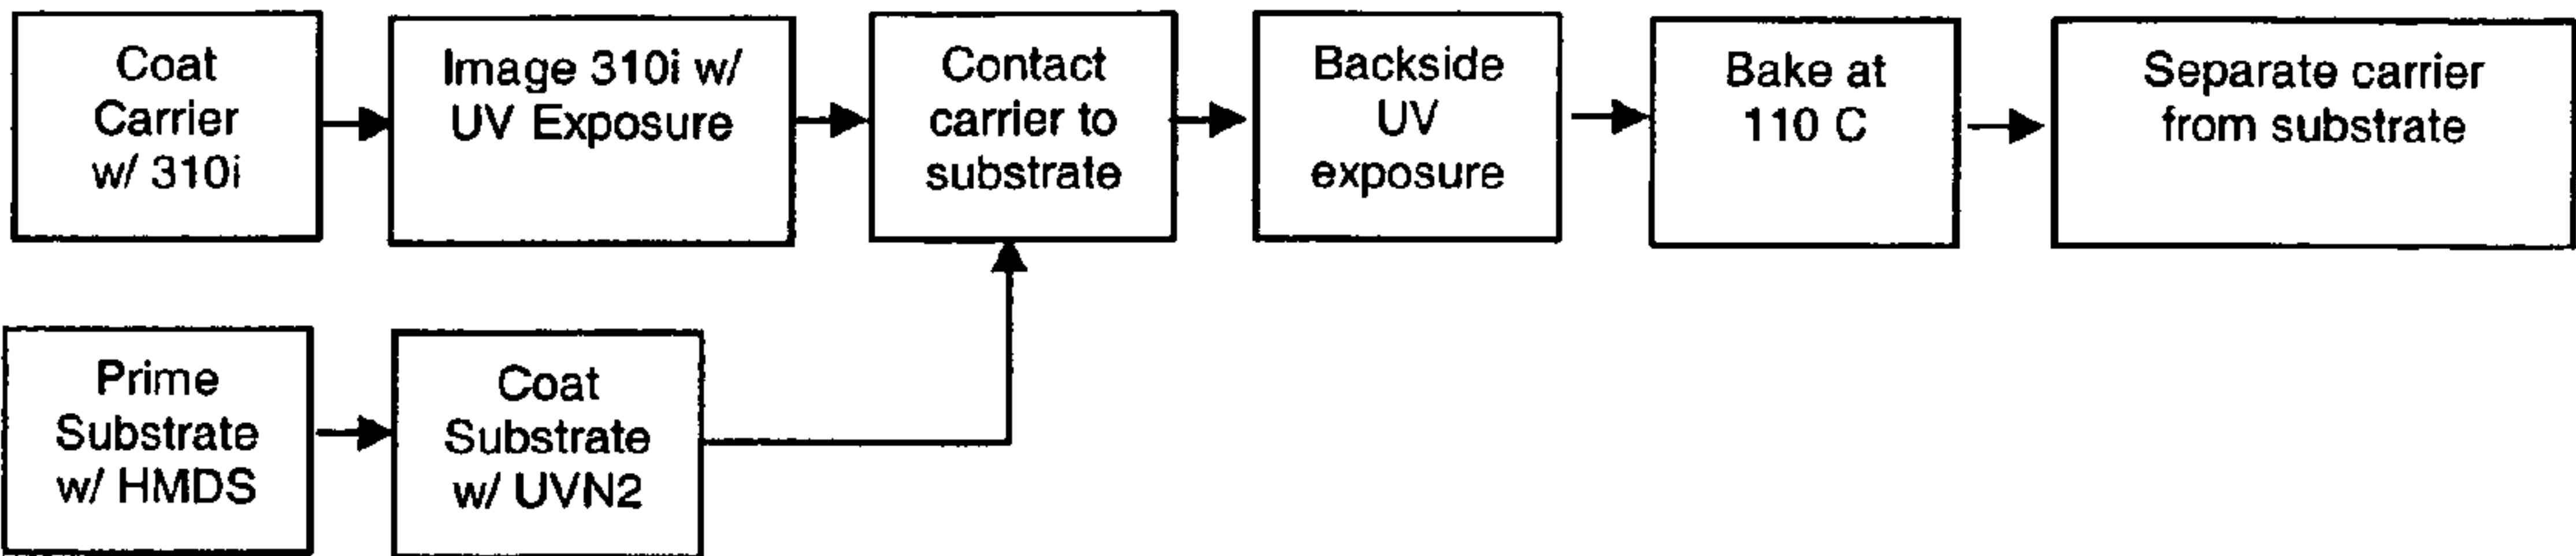 Coat
Carrier
w/ 310i
Image 310i w/
UV Exposure
Contact
carrier to
substrate
Backside
UV
exposure
Bake at
110 C
Separate carrier
from substrate
Prime
Substrate
w/ HMDS
Coat
Substrate
w/ UVN2